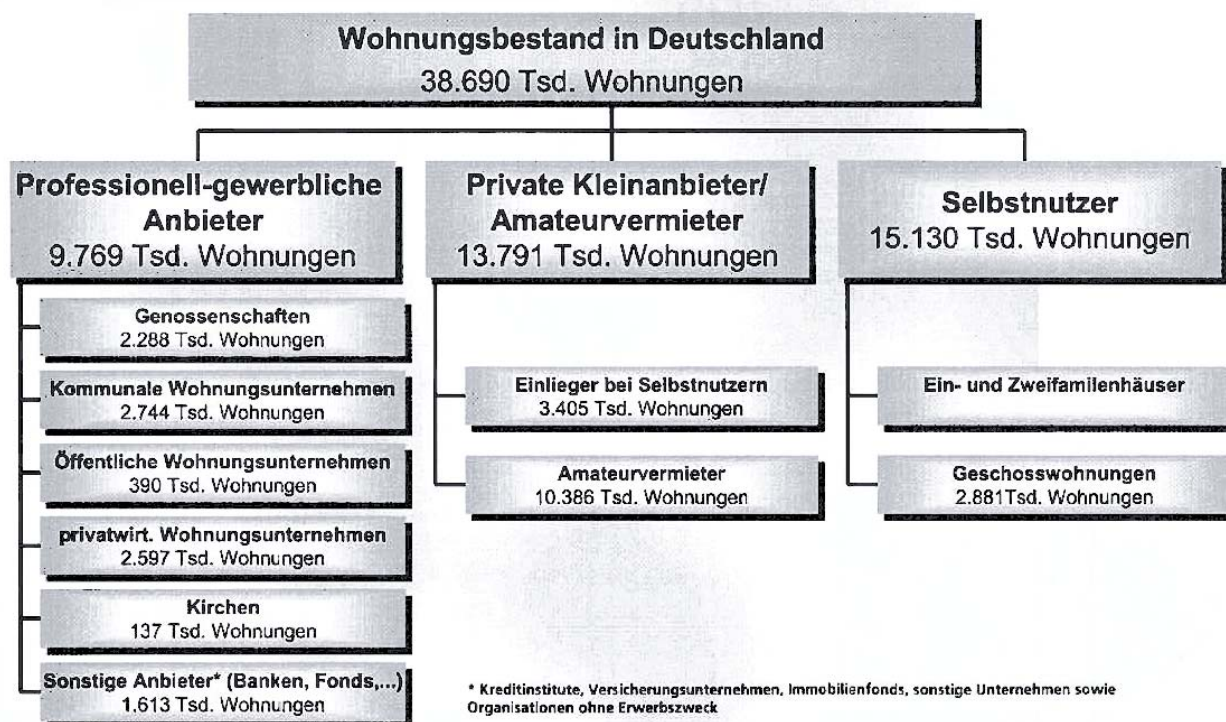 Wohnungsbestand in Deutschland
38.690 Tsd. Wohnungen
Professionell-gewerbliche
Anbieter
9.769 Tsd. Wohnungen
Genossenschaften
2.288 Tsd. Wohnungen
Kommunale Wohnungsunternehmen
2.744 Tsd. Wohnungen
Öffentliche Wohnungsunternehmen
390 Tsd. Wohnungen
privatwirt. Wohnungsunternehmen
2.597 Tsd. Wohnungen
Kirchen
137 Tsd. Wohnungen
Sonstige Anbieter* (Banken, Fonds,...)
1.613 Tsd. Wohnungen
Private Kleinanbieter/
Amateurvermieter
13.791 Tsd. Wohnungen
Einlieger bei Selbstnutzern
3.405 Tsd. Wohnungen
Amateurvermieter
10.386 Tsd. Wohnungen
Selbstnutzer
15.130 Tsd. Wohnungen
Ein- und Zweifamilenhäuser
Geschosswohnungen
2.881Tsd. Wohnungen
* Kreditinstitute, Versicherungsunternehmen, Immobilienfonds, sonstige Unternehmen sowie
Organisationen ohne Erwerbszweck